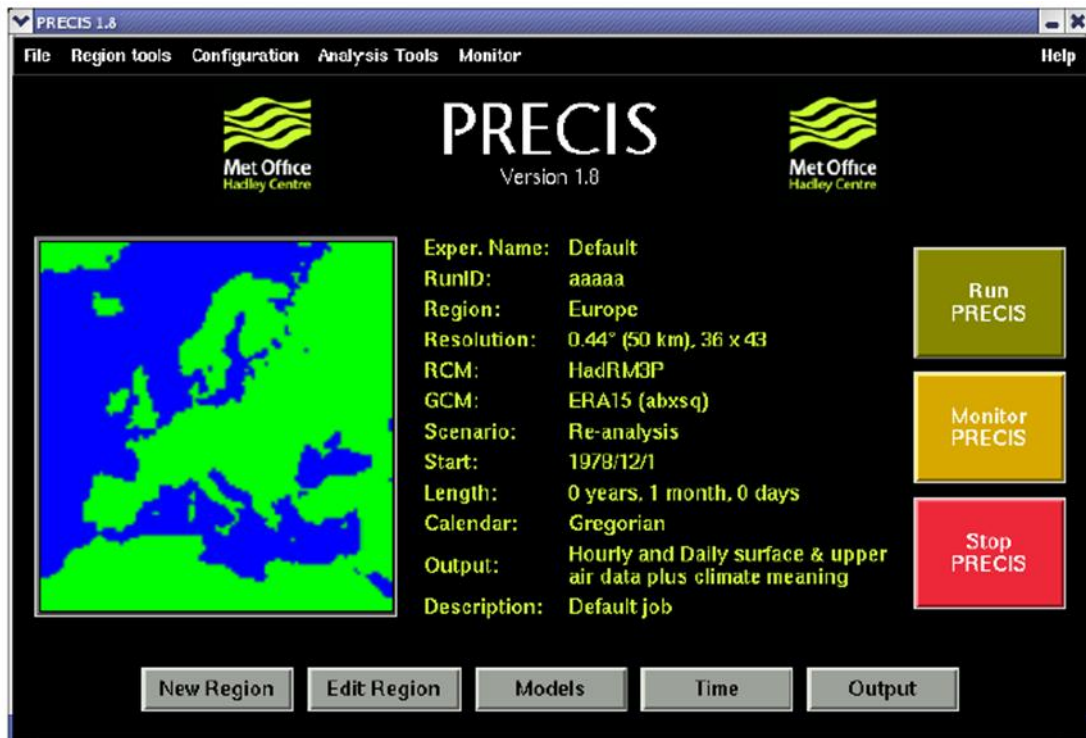 PRECIS 1.8
File Region tools Configuration Analysis Tools Monitor Help
Met Office
Hadley Centre
PRECIS
Version 1.8
Met Office
Hadley Centre
Exper. Name: Default
RunID: aaaaa
Region: Europe
Resolution: 0.44° (50 km), 36 x 43
RCM: HadRM3P
GCM: ERA15 (abxsq)
Scenario: Re-analysis
Start: 1978/12/1
Length: 0 years, 1 month, 0 days
Calendar: Gregorian
Output: Hourly and Daily surface & upper
air data plus climate meaning
Description: Default job
Run
PRECIS
Monitor
PRECIS
Stop
PRECIS
New Region Edit Region Models Time Output